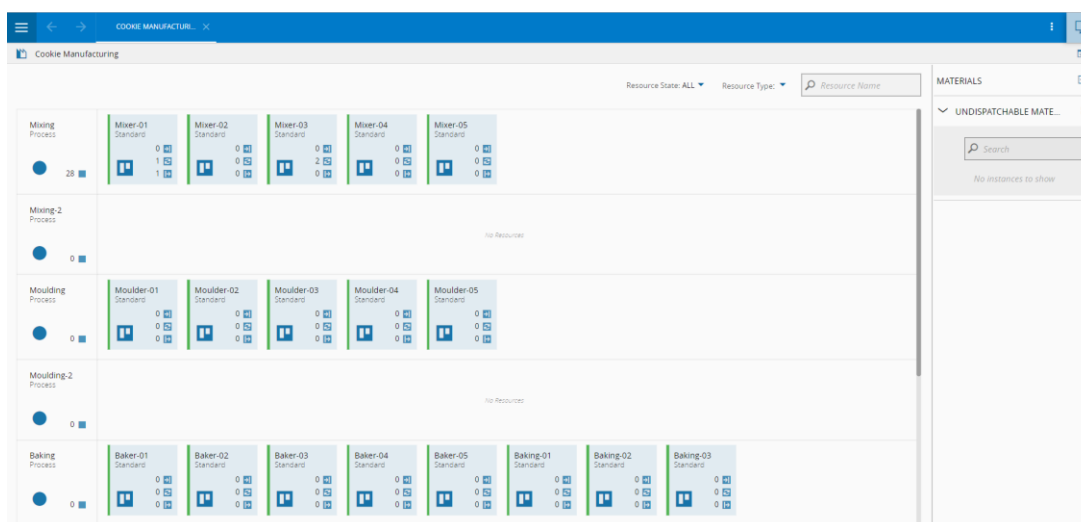 COOKIE MANUFACTURI...
Cookie Manufacturing
Resource State: ALL
Resource Type:
Resource Name
MATERIALS
UNDISPATCHABLE MATE...
Search
No instances to show
Mixing
Process
28
Mixer-01
Standard
0
1
1
Mixer-02
Standard
0
0
0
Mixer-03
Standard
0
2
0
Mixer-04
Standard
0
0
0
Mixer-05
Standard
0
0
0
Mixing-2
Process
0
No Resources
Moulding
Process
0
Moulder-01
Standard
0
0
0
Moulder-02
Standard
0
0
0
Moulder-03
Standard
0
0
0
Moulder-04
Standard
0
0
0
Moulder-05
Standard
0
0
0
Moulding-2
Process
0
No Resources
Baking
Process
0
Baker-01
Standard
0
0
0
Baker-02
Standard
0
0
0
Baker-03
Standard
0
0
0
Baker-04
Standard
0
0
0
Baker-05
Standard
0
0
0
Baking-01
Standard
0
0
0
Baking-02
Standard
0
0
0
Baking-03
Standard
0
0
0